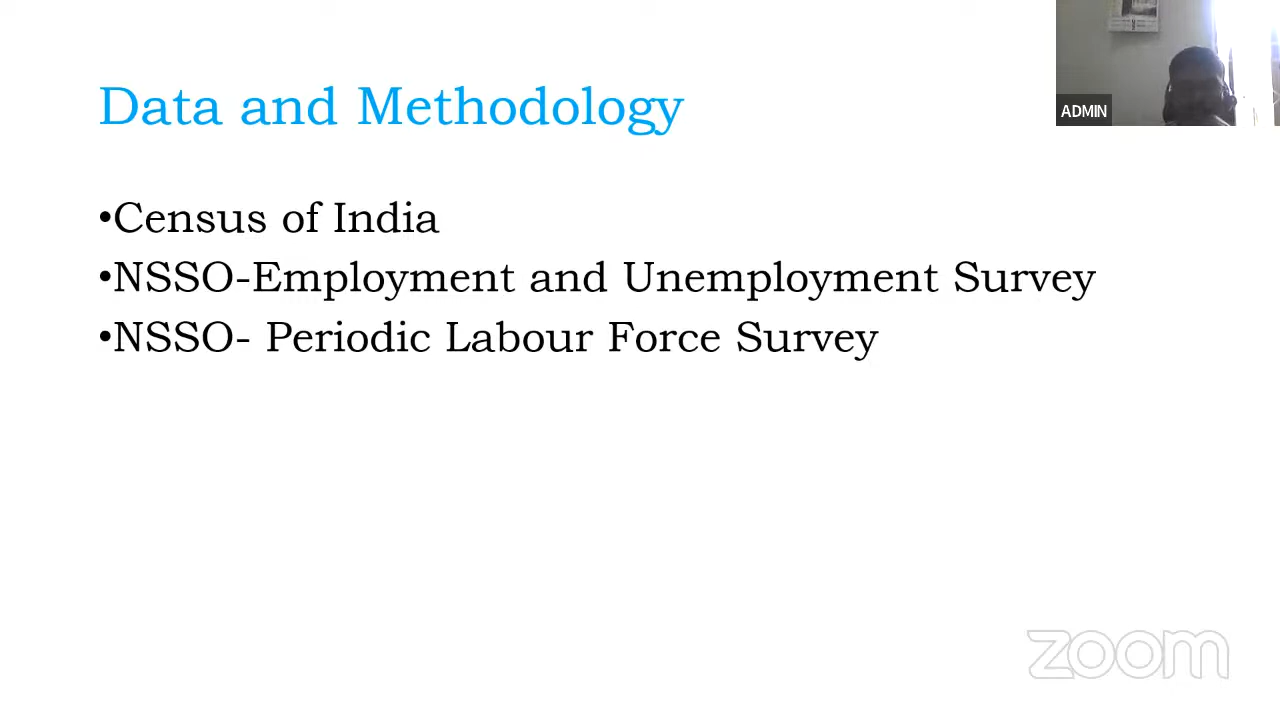 Data and Methodology
ADMIN
•Census of India
•NSSO-Employment and Unemployment Survey
•NSSO- Periodic Labour Force Survey
zoom